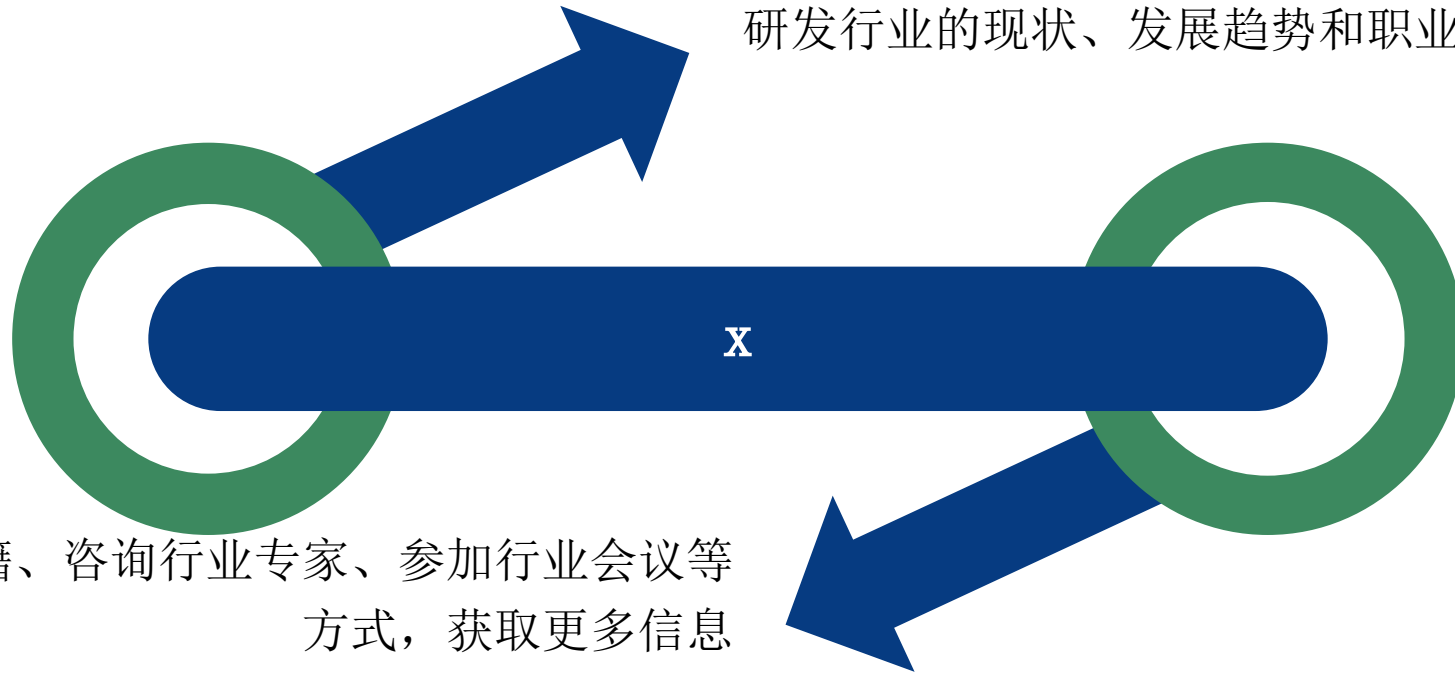 研发行业的现状、发展趋势和职业
X
籍、咨询行业专家、参加行业会议等
方式，获取更多信息